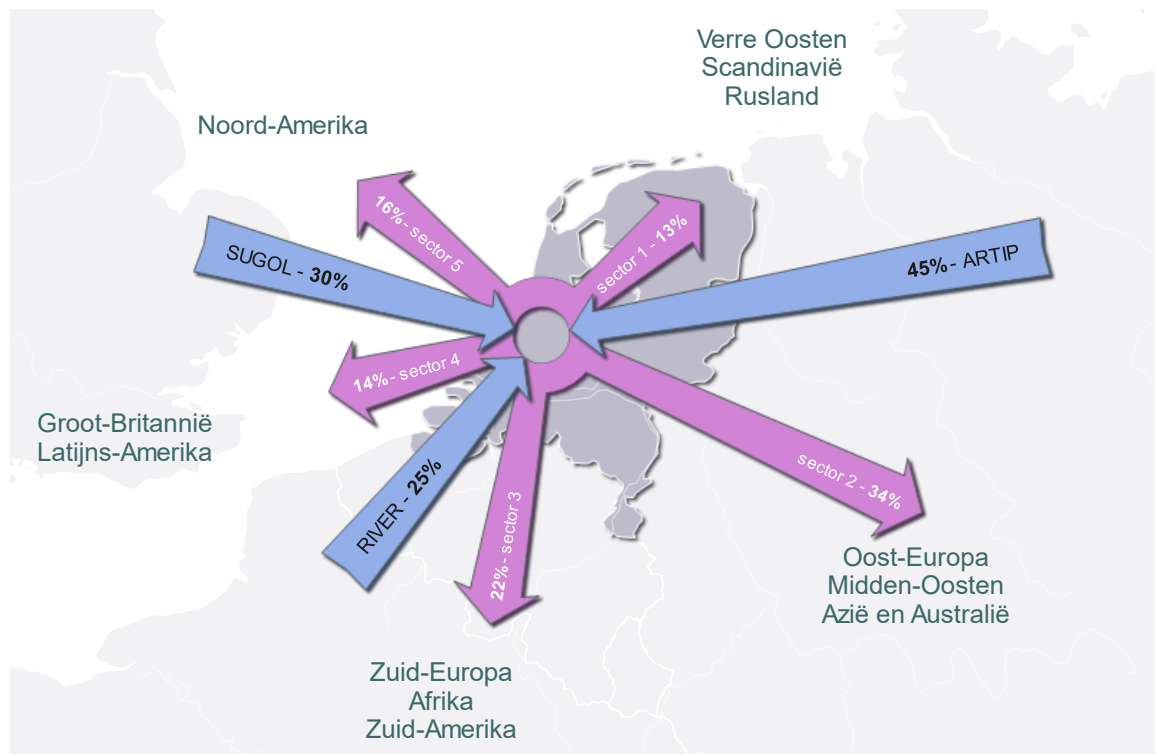 Verre Oosten
Scandinavië
Rusland
Noord-Amerika
16% - sector 5
sector 1 - 13%
SUGOL - 30%
45% - ARTIP
14% - sector 4
Groot-Britannië
Latijns-Amerika
RIVER - 25%
22% - sector 3
sector 2 - 34%
Oost-Europa
Midden-Oosten
Azië en Australië
Zuid-Europa
Afrika
Zuid-Amerika